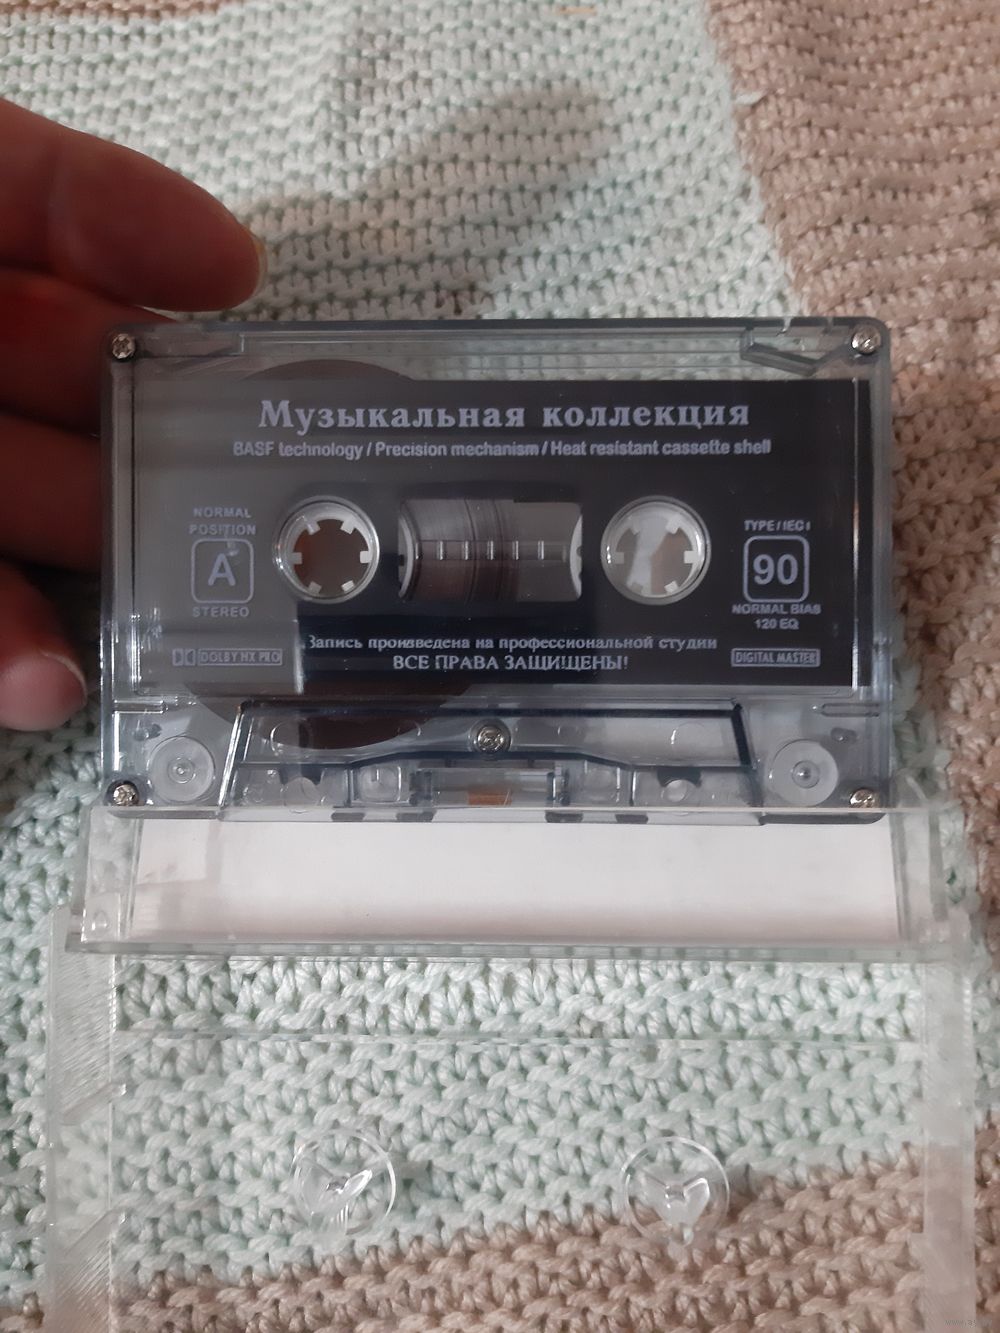 Музыкальная коллекция
BASF technology / Precision mechanism / Heat resistant cassette shell
NORMAL
POSITION
A
STEREO
TYPE I IEC I
90
NORMAL BIAS
120 EQ
Запись произведена на профессиональной студии
ВСЕ ПРАВА ЗАЩИЩЕНЫ!
DOLBY HX PRO
DIGITAL MASTER